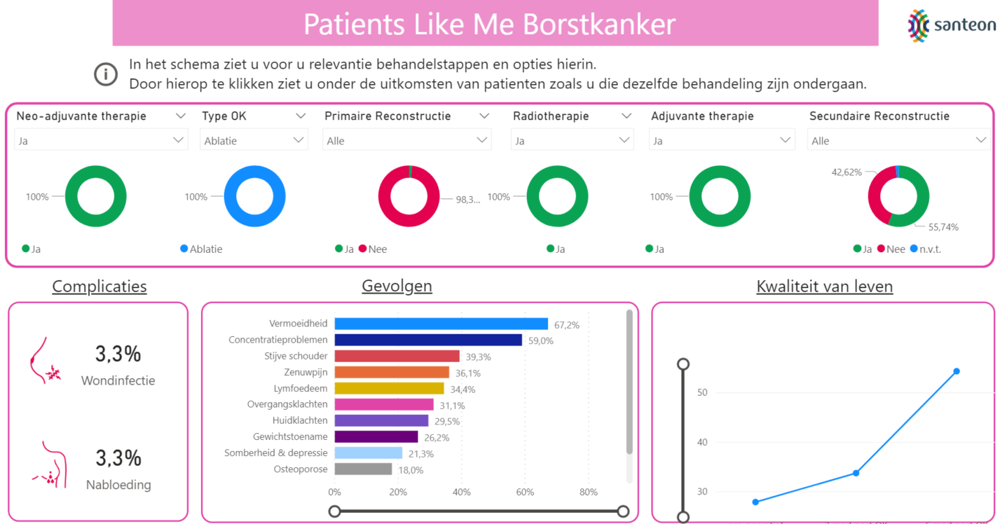 Patients Like Me Borstkanker
santeon
In het schema ziet u voor u relevantie behandelstappen en opties hierin.
Door hierop te klikken ziet u onder de uitkomsten van patienten zoals u die dezelfde behandeling zijn ondergaan.
Neo-adjuvante therapie
Type OK
Primaire Reconstructie
Radiotherapie
Adjuvante therapie
Secundaire Reconstructie
Ja
Ablatie
Alle
Ja
Ja
Alle
100%
100%
98,3...
100%
100%
42,62%
55,74%
Ja
Ablatie
Ja Nee
Ja
Ja
Ja Nee n.v.t.
Complicaties
3,3%
Wondinfectie
3,3%
Nabloeding
Gevolgen
Vermoeidheid 67,2%
Concentratieproblemen 59,0%
Stijve schouder 39,3%
Zenuwpijn 36,1%
Lymfoedeem 34,4%
Overgangsklachten 31,1%
Huidklachten 29,5%
Gewichtstoename 26,2%
Somberheid & depressie 21,3%
Osteoporose 18,0%
0% 20% 40% 60% 80%
Kwaliteit van leven
50
40
30